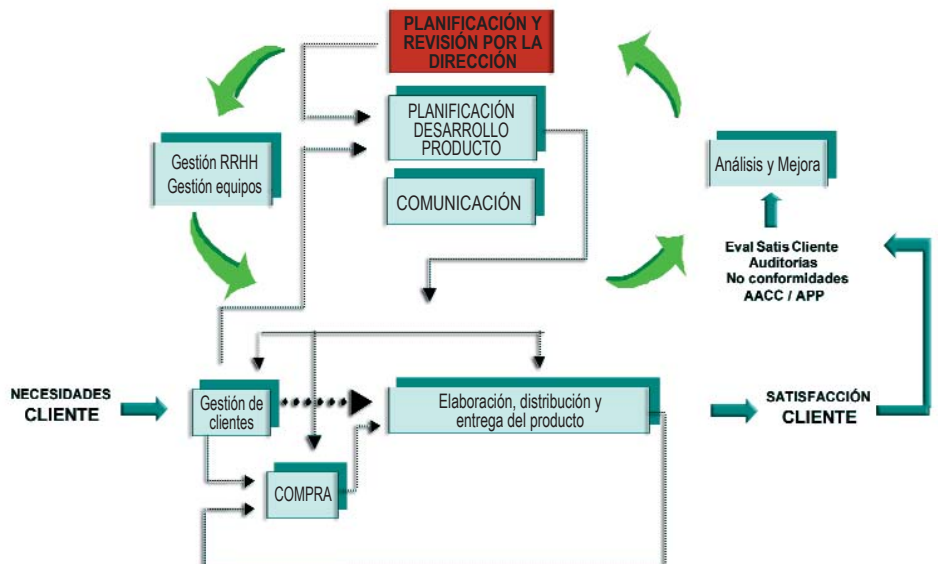 PLANIFICACIÓN Y
REVISIÓN POR LA
DIRECCIÓN
PLANIFICACIÓN
DESARROLLO
PRODUCTO
Gestión RRHH
Gestión equipos
COMUNICACIÓN
Análisis y Mejora
Eval Satis Cliente
Auditorías
No conformidades
AACC / APP
NECESIDADES
CLIENTE
Gestión de
clientes
Elaboración, distribución y
entrega del producto
SATISFACCIÓN
CLIENTE
COMPRA